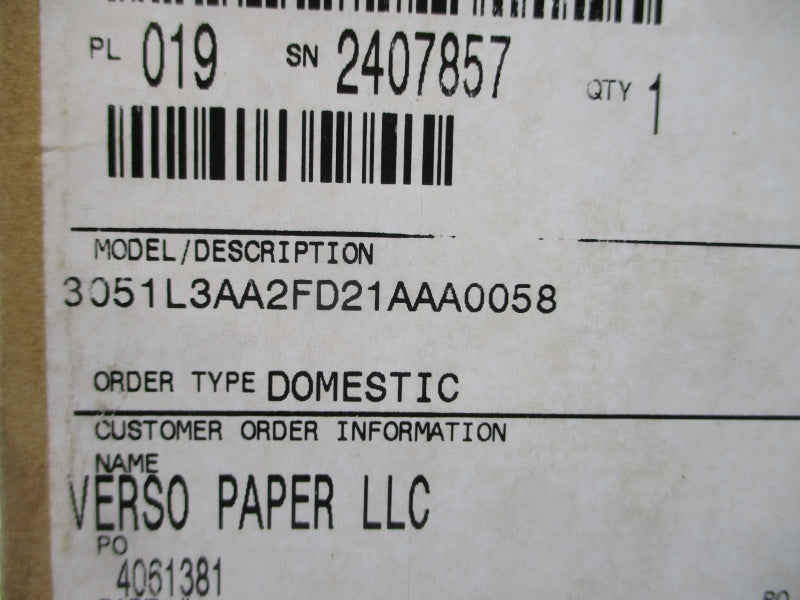 PL 019 SN 2407857 QTY 1
MODEL/DESCRIPTION
3051L3AA2FD21AAA0058
ORDER TYPE DOMESTIC
CUSTOMER ORDER INFORMATION
NAME
VERSO PAPER LLC
PO
4061381